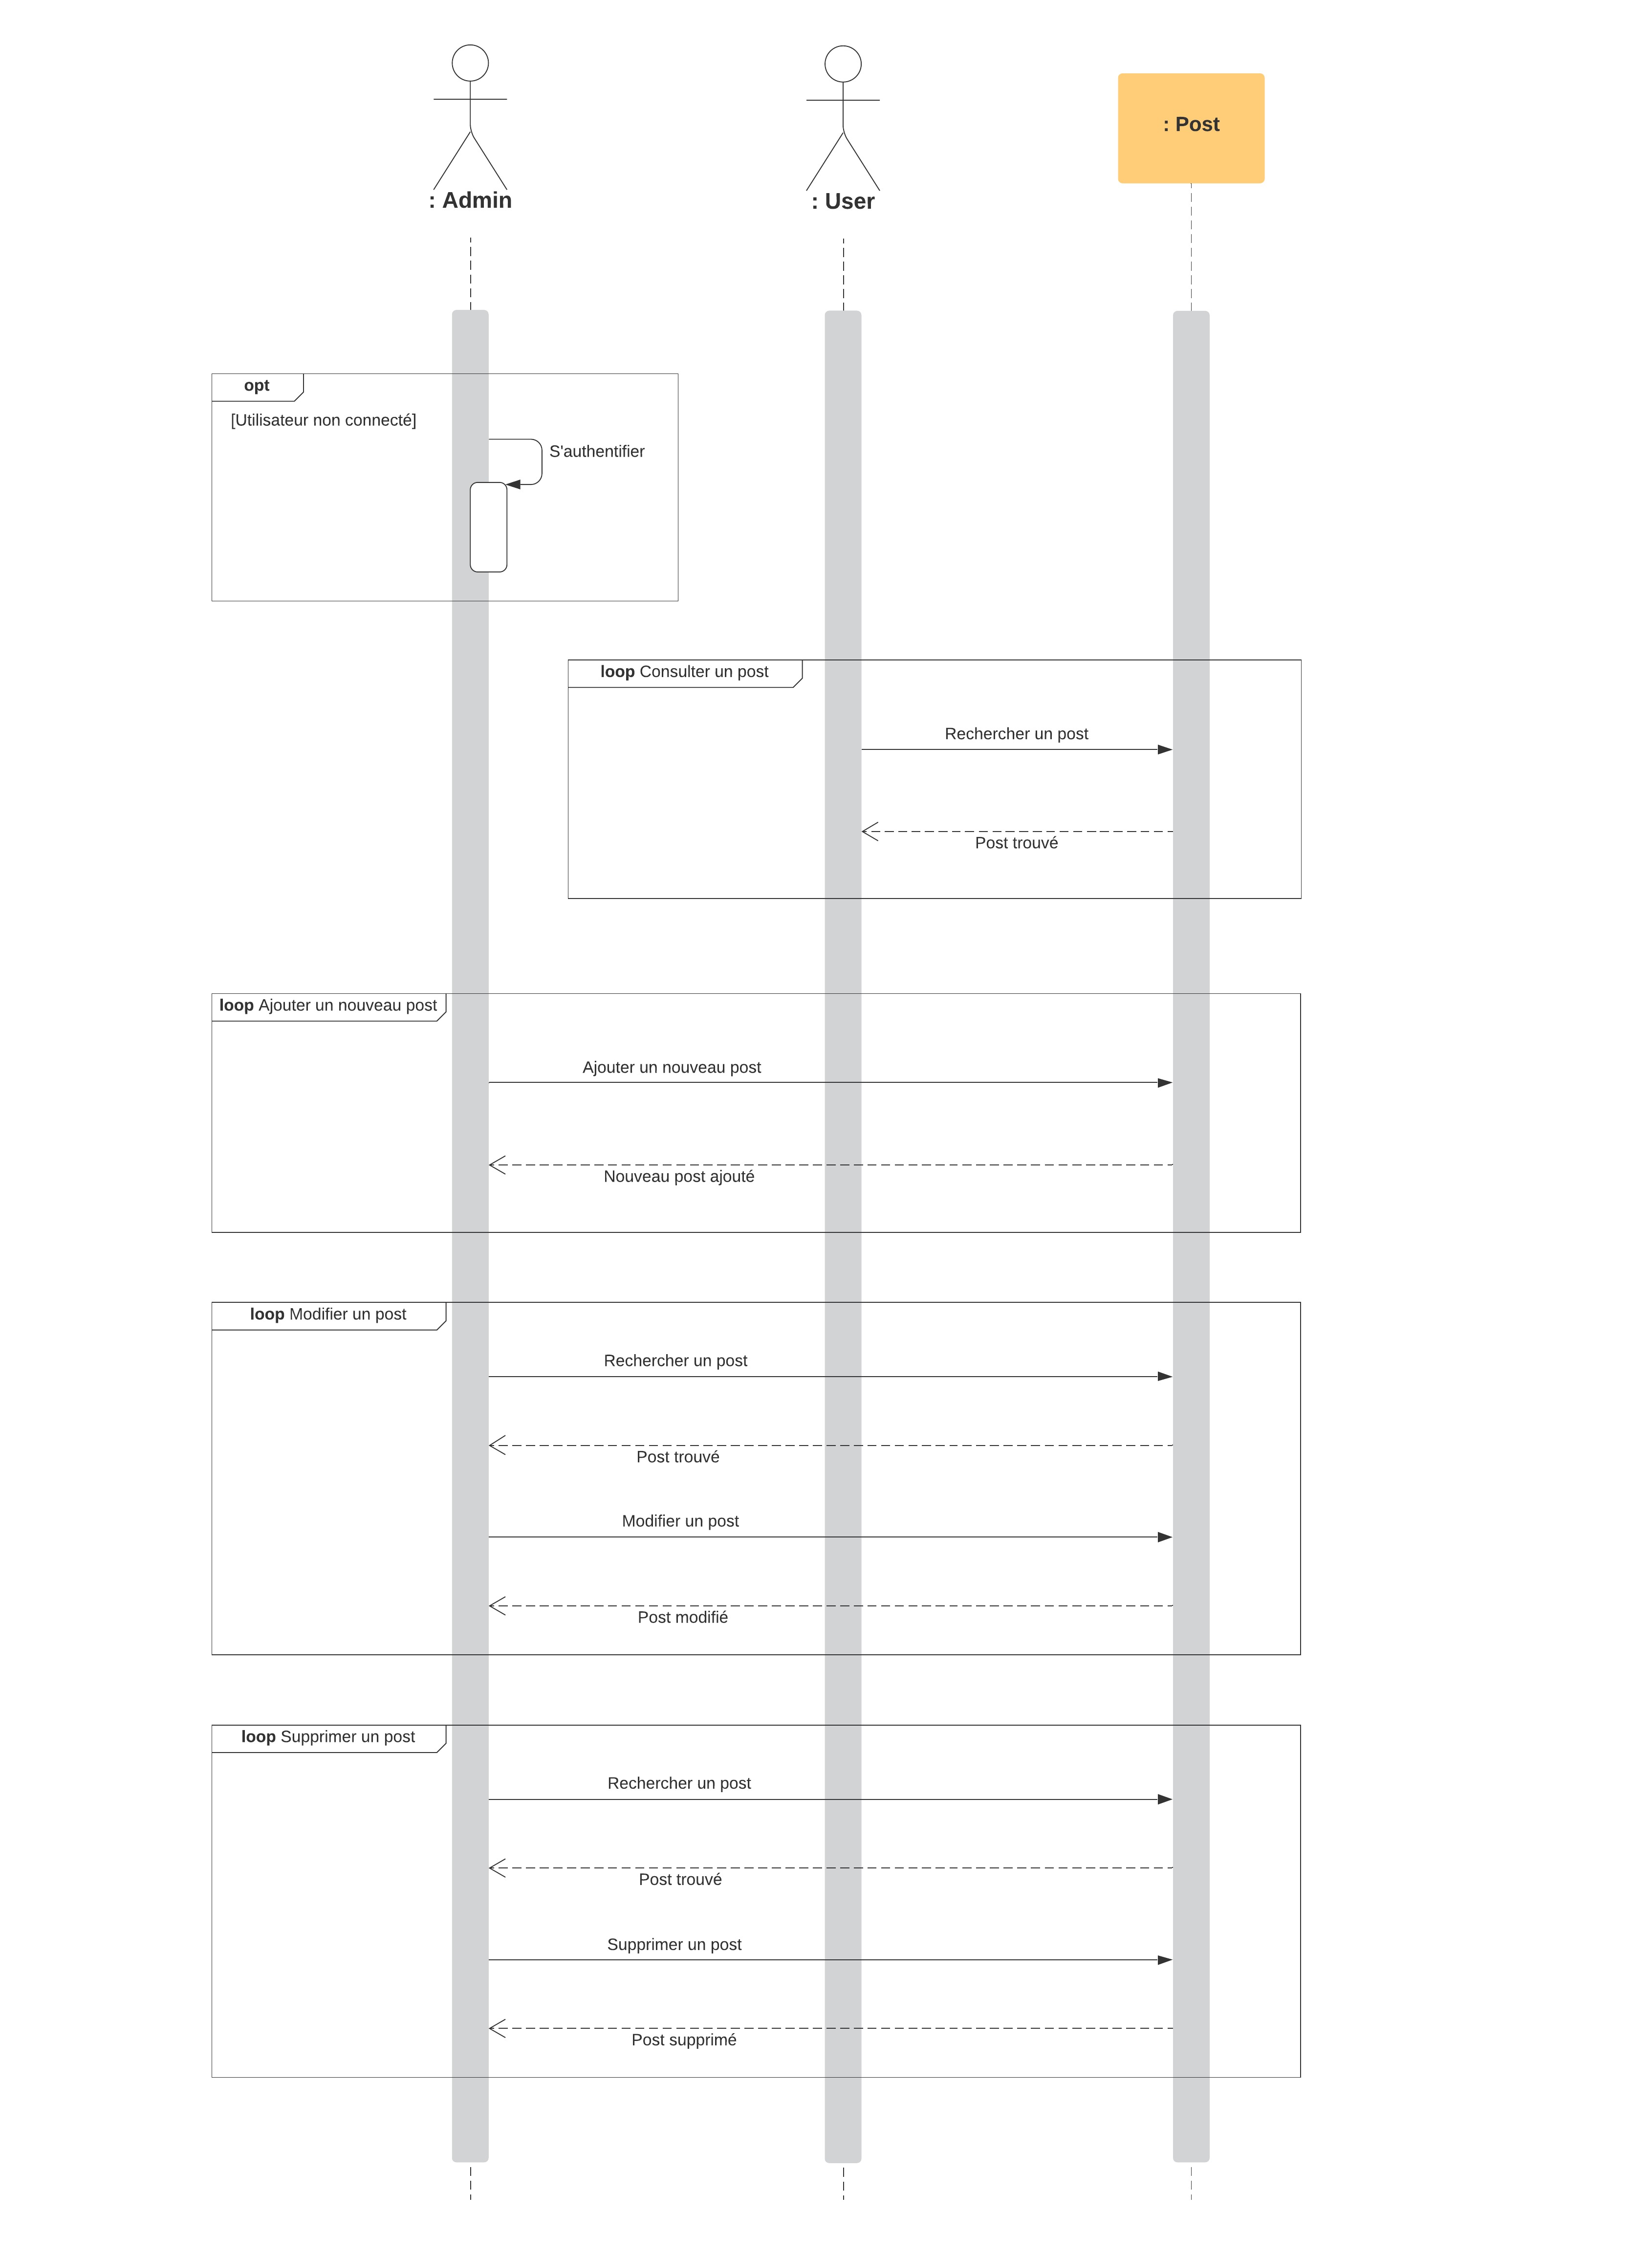 : Admin
: User
: Post
opt
[Utilisateur non connecté]
S'authentifier
loop Consulter un post
Rechercher un post
Post trouvé
loop Ajouter un nouveau post
Ajouter un nouveau post
Nouveau post ajouté
loop Modifier un post
Rechercher un post
Post trouvé
Modifier un post
Post modifié
loop Supprimer un post
Rechercher un post
Post trouvé
Supprimer un post
Post supprimé